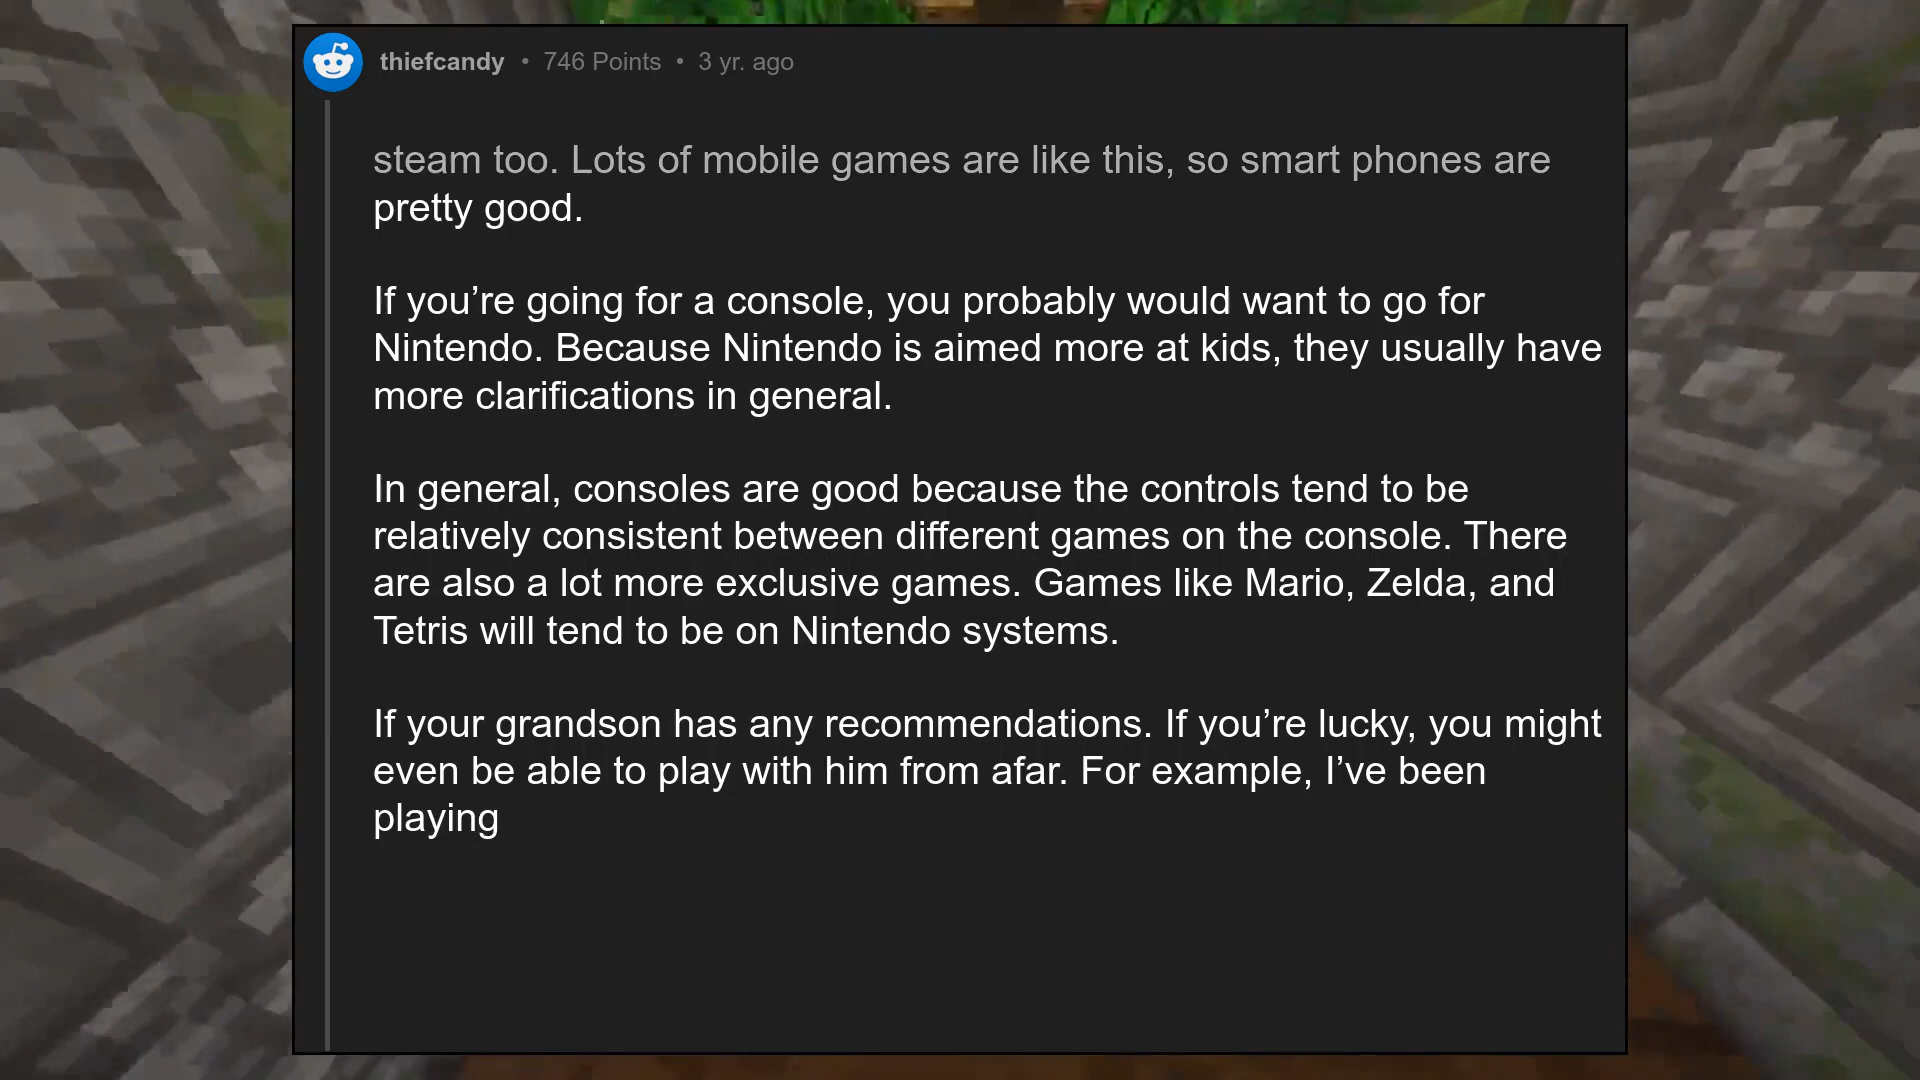 thiefcandy • 746 Points • 3 yr. ago
steam too. Lots of mobile games are like this, so smart phones are
pretty good.
If you’re going for a console, you probably would want to go for
Nintendo. Because Nintendo is aimed more at kids, they usually have
more clarifications in general.
In general, consoles are good because the controls tend to be
relatively consistent between different games on the console. There
are also a lot more exclusive games. Games like Mario, Zelda, and
Tetris will tend to be on Nintendo systems.
If your grandson has any recommendations. If you’re lucky, you might
even be able to play with him from afar. For example, I’ve been
playing